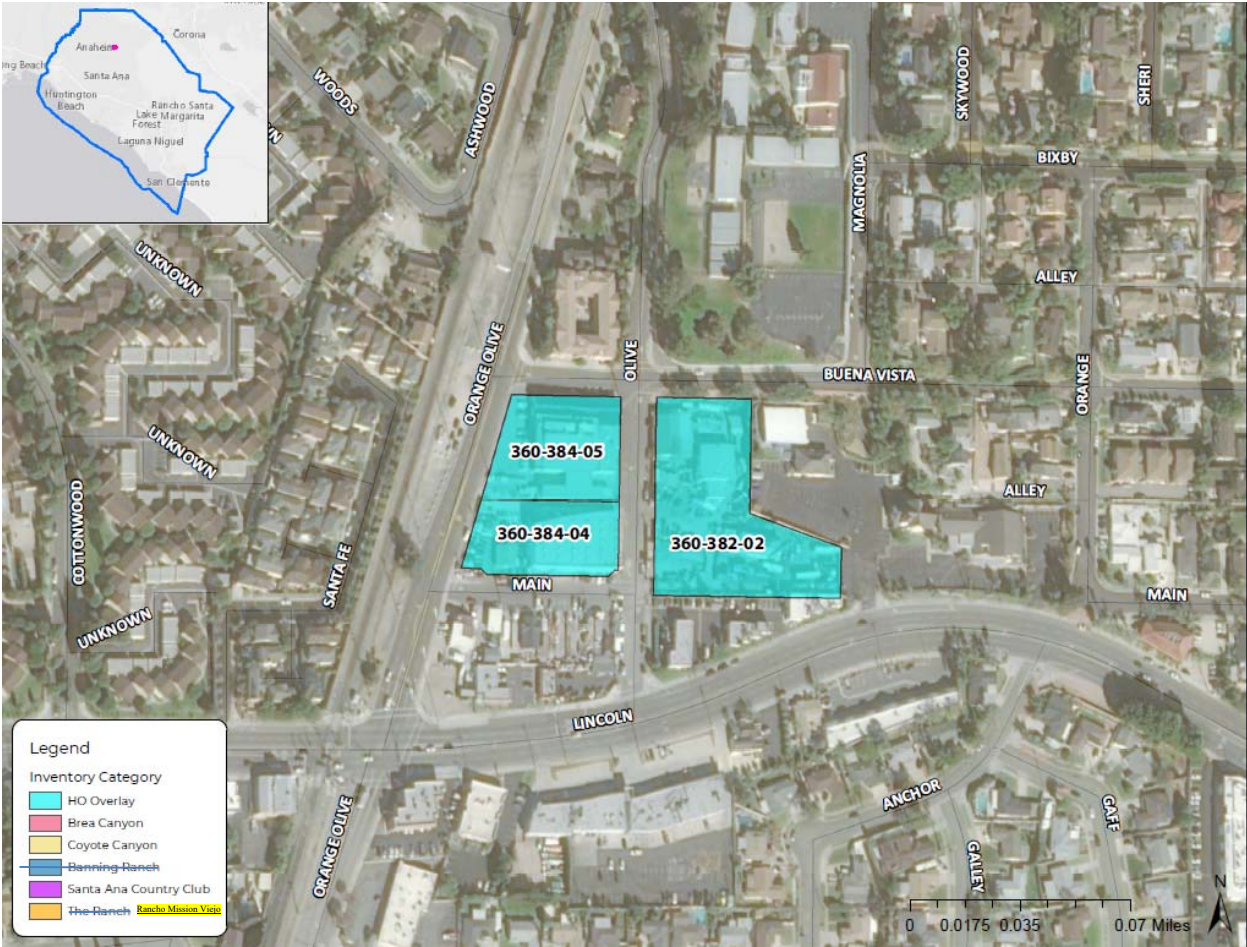 Corona
Anaheim
ng Beach
Santa Ana
Huntington
Beach
Rancho Santa
Lake Margarita
Forest
Laguna Niguel
San Clemente
WOODS
ASHWOOD
SKYWOOD
SHERI
BIXBY
MAGNOLIA
UNKNOWN
ALLEY
ORANGE OLIVE
OLIVE
BUENA VISTA
ORANGE
UNKNOWN
360-384-05
COTTONWOOD
ALLEY
360-384-04
360-382-02
SANTA FE
MAIN
MAIN
UNKNOWN
LINCOLN
ANCHOR
GAFF
GALLEY
ORANGE OLIVE
Legend
Inventory Category
HO Overlay
Brea Canyon
Coyote Canyon
Banning Ranch
Santa Ana Country Club
The Ranch Rancho Mission Viejo
N
0 0.0175 0.035 0.07 Miles